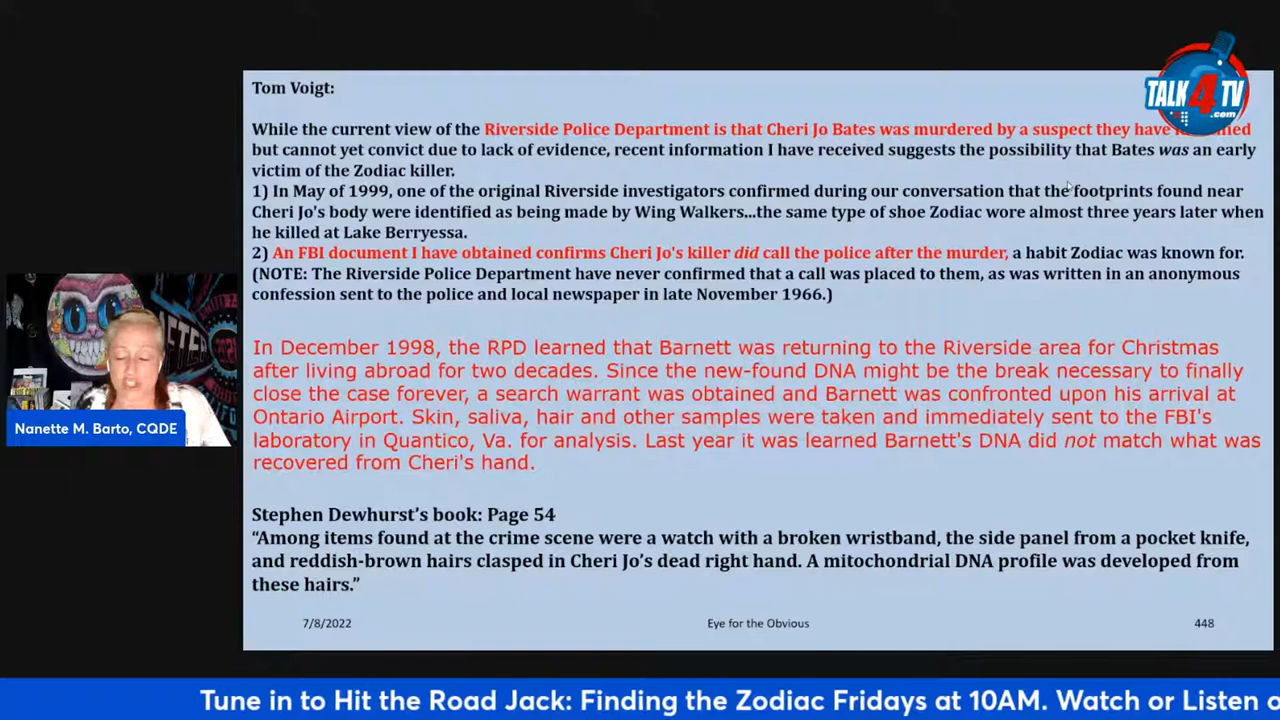 TALK 4 TV
.com
Tom Voigt:
While the current view of the Riverside Police Department is that Cheri Jo Bates was murdered by a suspect they have
but cannot yet convict due to lack of evidence, recent information I have received suggests the possibility that Bates was an early
victim of the Zodiac killer.
1) In May of 1999, one of the original Riverside investigators confirmed during our conversation that the footprints found near
Cheri Jo's body were identified as being made by Wing Walkers...the same type of shoe Zodiac wore almost three years later when
he killed at Lake Berryessa.
2) An FBI document I have obtained confirms Cheri Jo's killer did call the police after the murder, a habit Zodiac was known for.
(NOTE: The Riverside Police Department have never confirmed that a call was placed to them, as was written in an anonymous
confession sent to the police and local newspaper in late November 1966.)
In December 1998, the RPD learned that Barnett was returning to the Riverside area for Christmas
after living abroad for two decades. Since the new-found DNA might be the break necessary to finally
close the case forever, a search warrant was obtained and Barnett was confronted upon his arrival at
Ontario Airport. Skin, saliva, hair and other samples were taken and immediately sent to the FBI's
laboratory in Quantico, Va. for analysis. Last year it was learned Barnett's DNA did not match what was
recovered from Cheri's hand.
Stephen Dewhurst's book: Page 54
“Among items found at the crime scene were a watch with a broken wristband, the side panel from a pocket knife,
and reddish-brown hairs clasped in Cheri Jo’s dead right hand. A mitochondrial DNA profile was developed from
these hairs.”
7/8/2022 Eye for the Obvious 448
Nanette M. Barto, CQDE
Tune in to Hit the Road Jack: Finding the Zodiac Fridays at 10AM. Watch or Listen